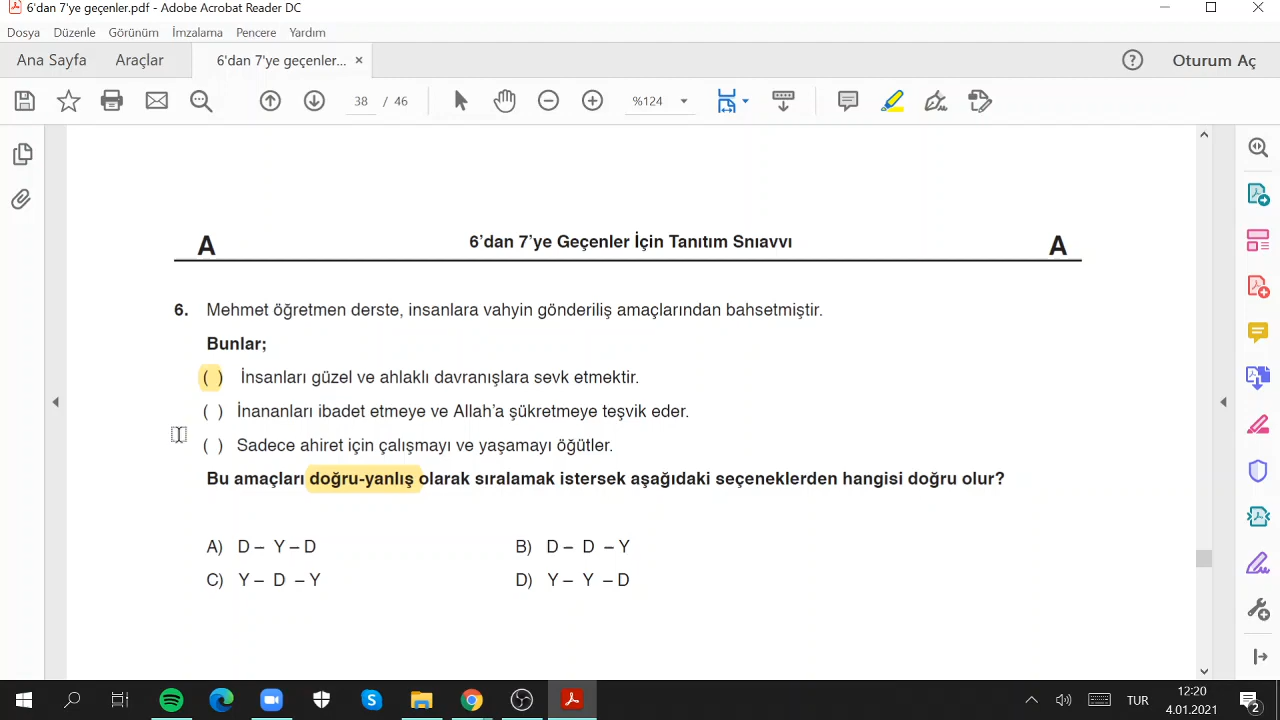 6'dan 7'ye geçenler.pdf - Adobe Acrobat Reader DC
Dosya Düzenle Görünüm İmzalama Pencere Yardım
Ana Sayfa Araçlar 6'dan 7'ye geçenler... × ? Oturum Aç
38 / 46 %124
A 6'dan 7'ye Geçenler İçin Tanıtım Snıavvı A
6. Mehmet öğretmen derste, insanlara vahyin gönderiliş amaçlarından bahsetmiştir.
Bunlar;
( ) İnsanları güzel ve ahlaklı davranışlara sevk etmektir.
( ) İnananları ibadet etmeye ve Allah'a şükretmeye teşvik eder.
( ) Sadece ahiret için çalışmayı ve yaşamayı öğütler.
Bu amaçları doğru-yanlış olarak sıralamak istersek aşağıdaki seçeneklerden hangisi doğru olur?
A) D – Y – D B) D – D – Y
C) Y – D – Y D) Y – Y – D
TUR 12:20
4.01.2021 2